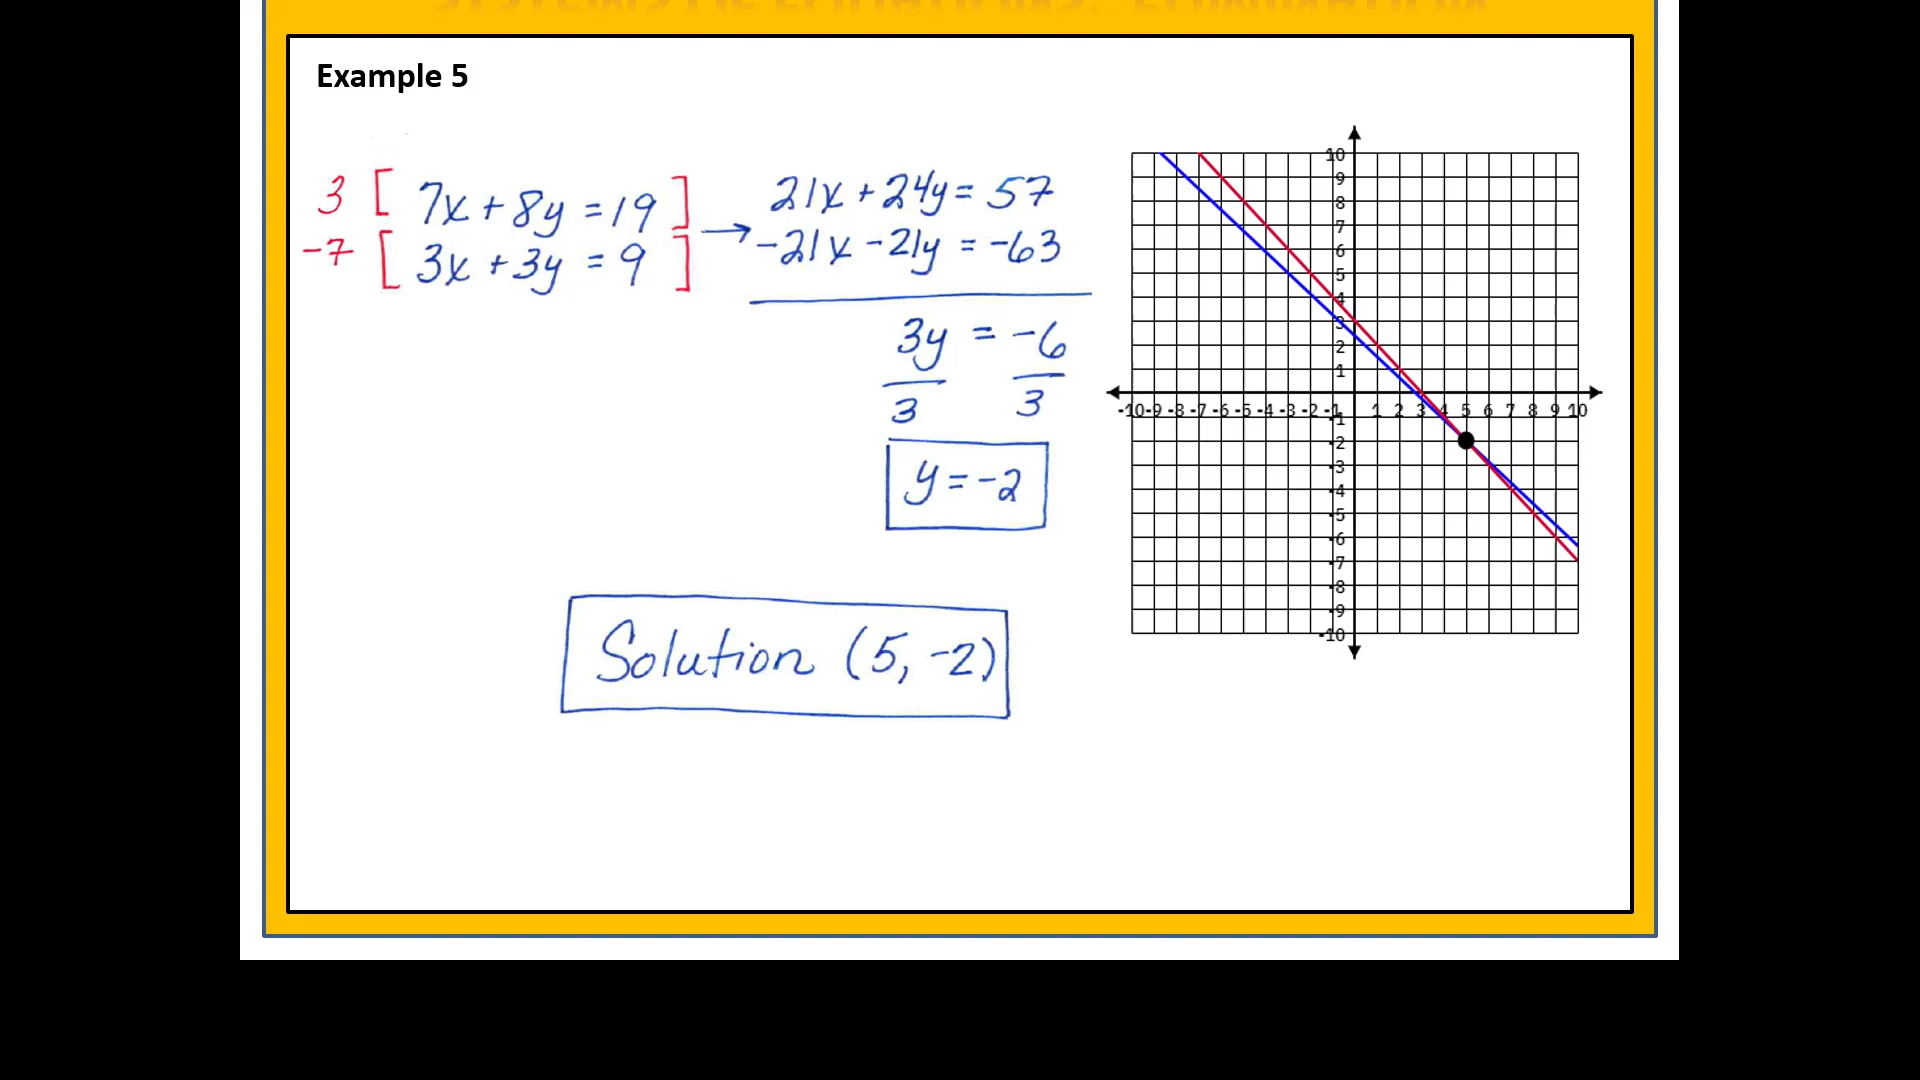 Example 5
3 [ 7x + 8y = 19 ]
-7 [ 3x + 3y = 9 ]
→ 21x + 24y = 57
-21x - 21y = -63
3y = -6
3 3
y = -2
Solution (5, -2)
10
9
8
7
6
5
4
3
2
1
-10 -9 -8 -7 -6 -5 -4 -3 -2 -1 1 2 3 4 5 6 7 8 9 10
-1
-2
-3
-4
-5
-6
-7
-8
-9
-10